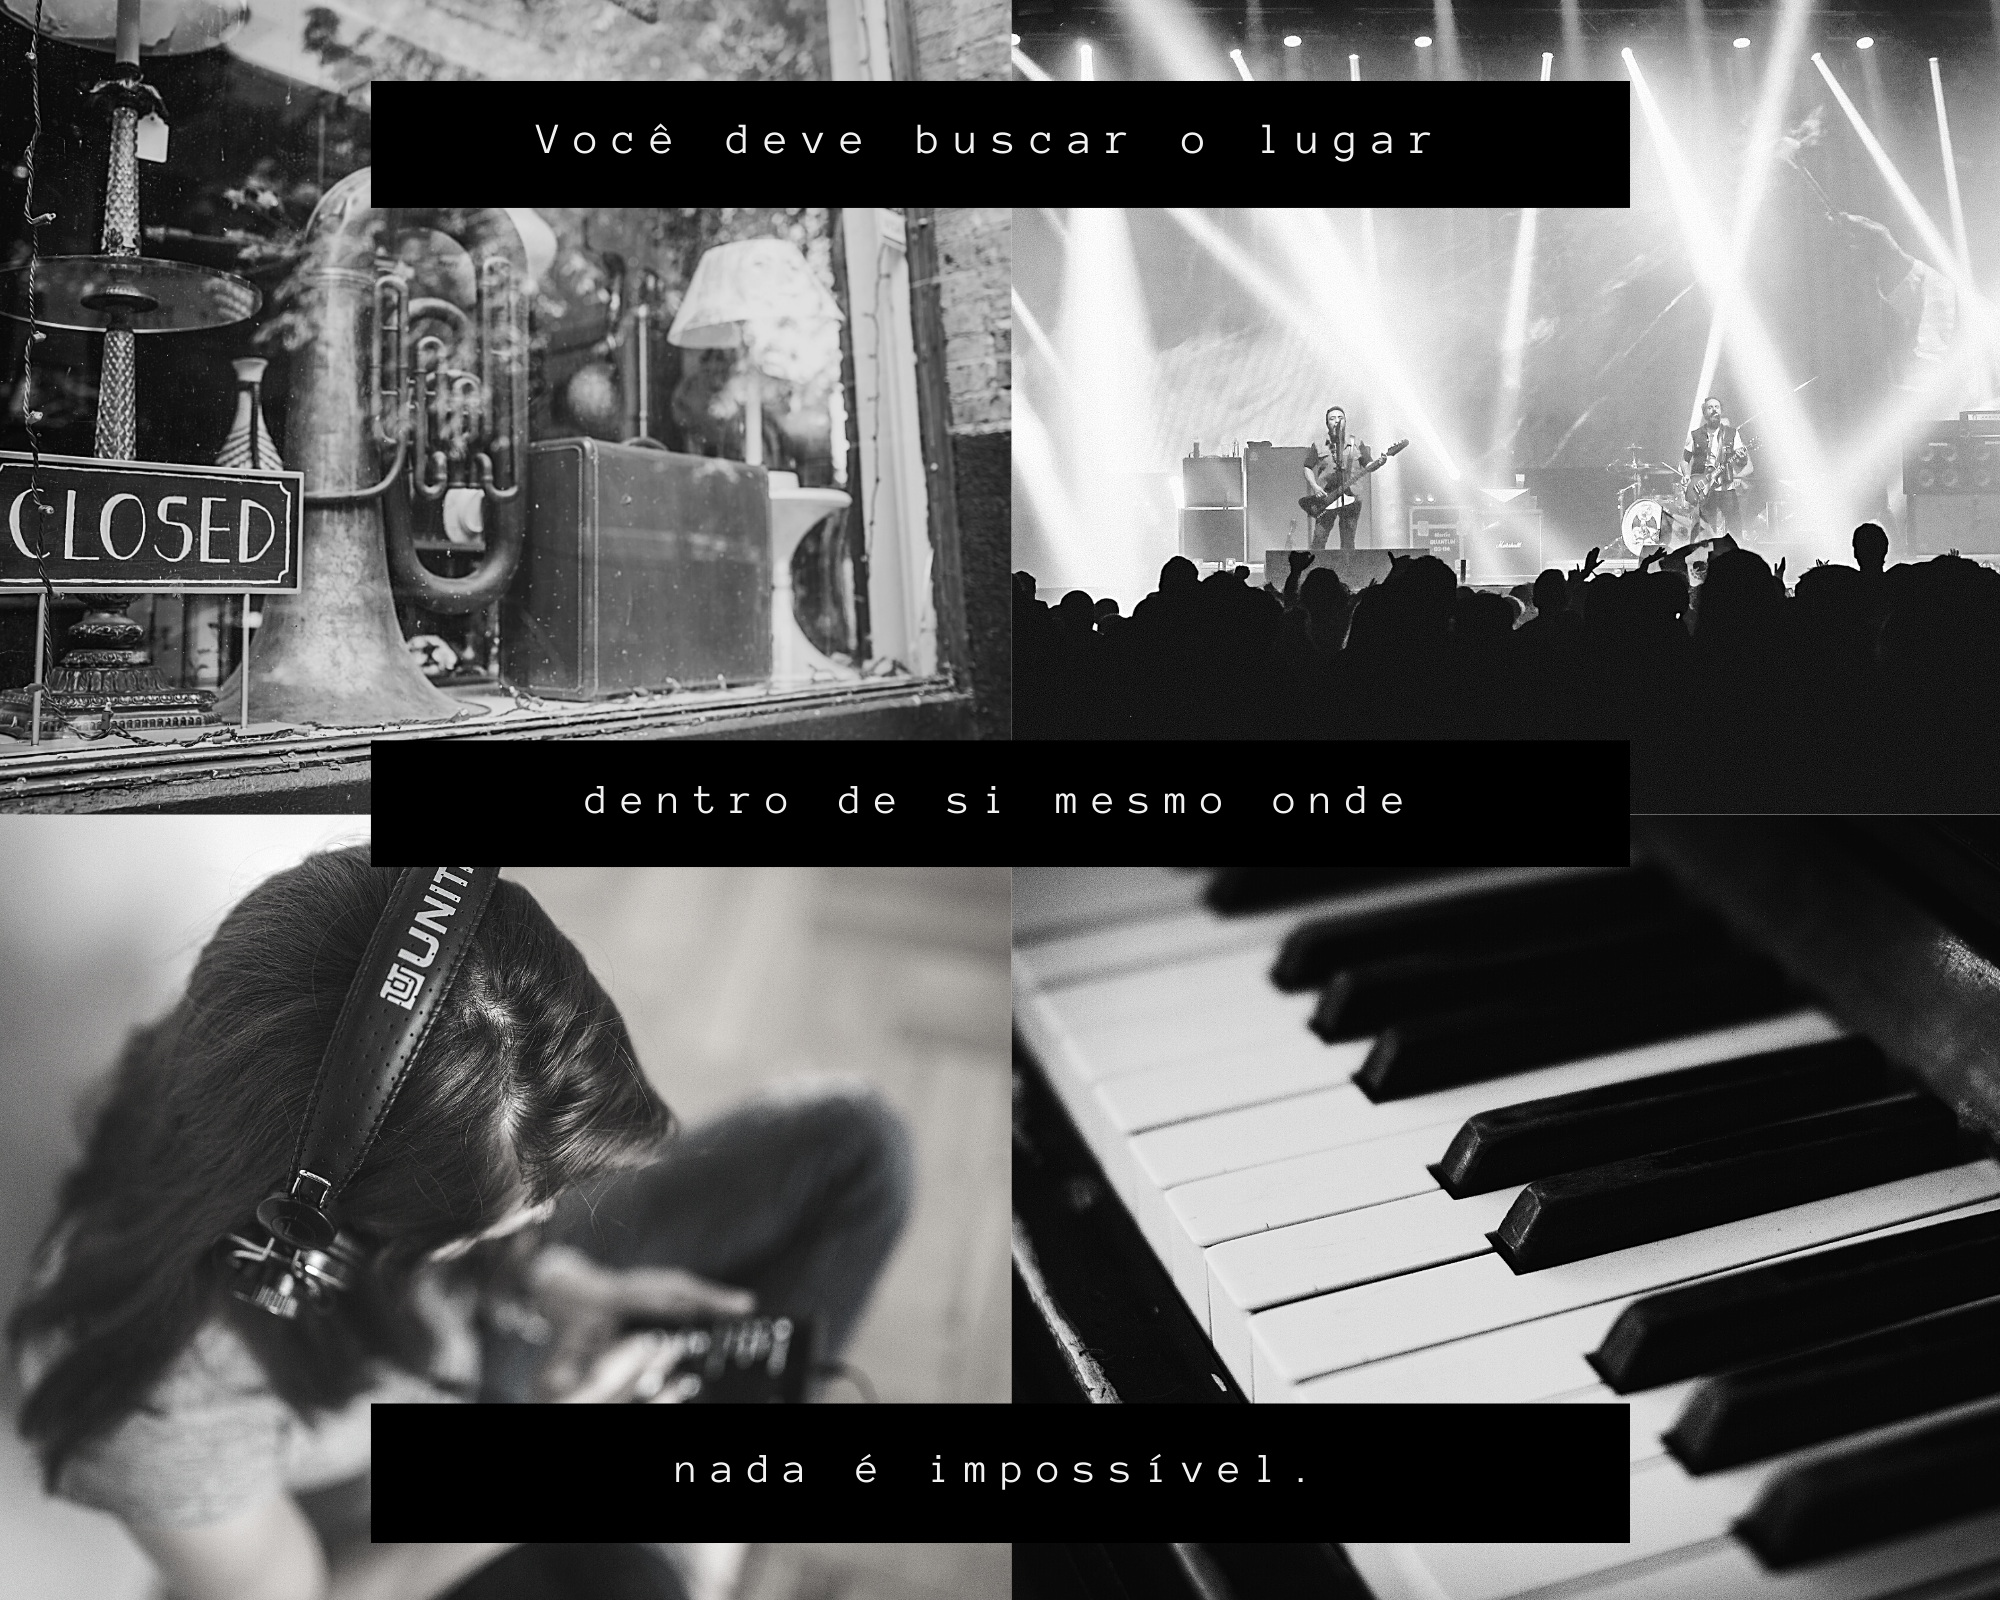 Você deve buscar o lugar
CLOSED
dentro de si mesmo onde
nada é impossível.